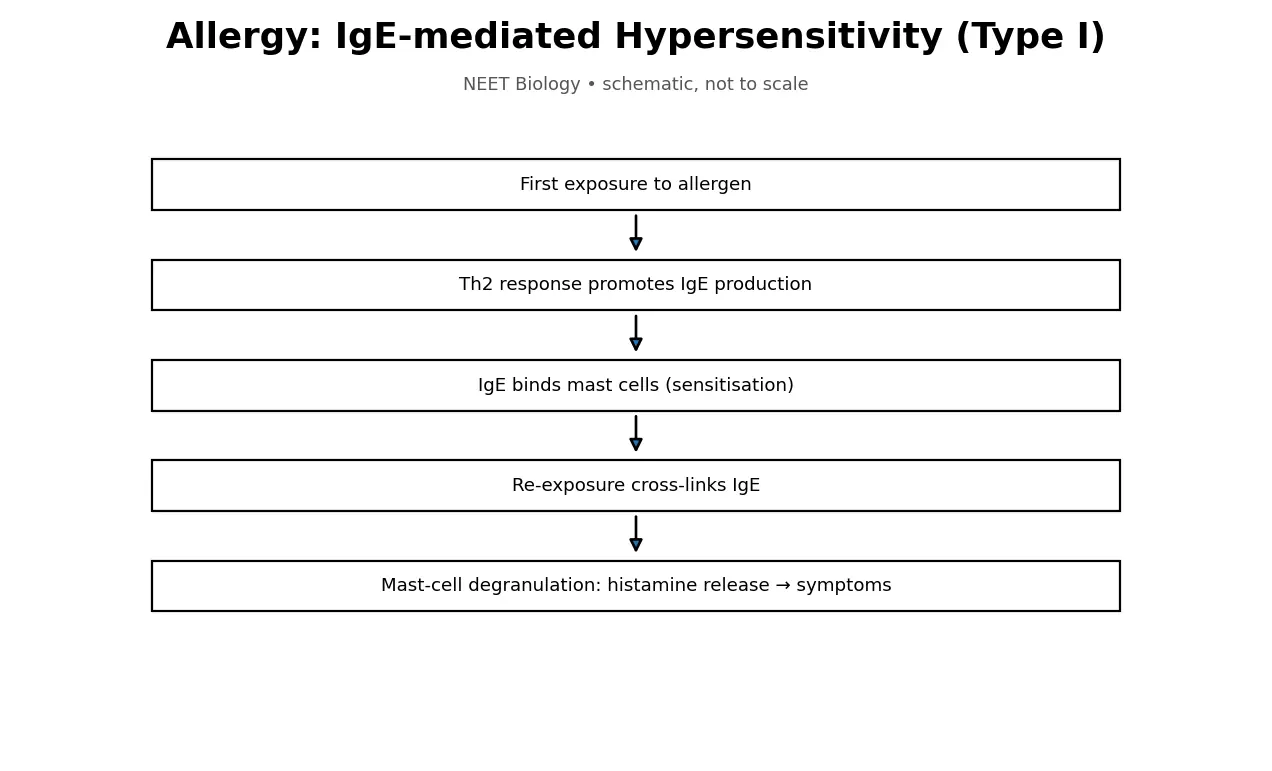 Allergy: IgE-mediated Hypersensitivity (Type I)
NEET Biology • schematic, not to scale
First exposure to allergen
Th2 response promotes IgE production
IgE binds mast cells (sensitisation)
Re-exposure cross-links IgE
Mast-cell degranulation: histamine release → symptoms